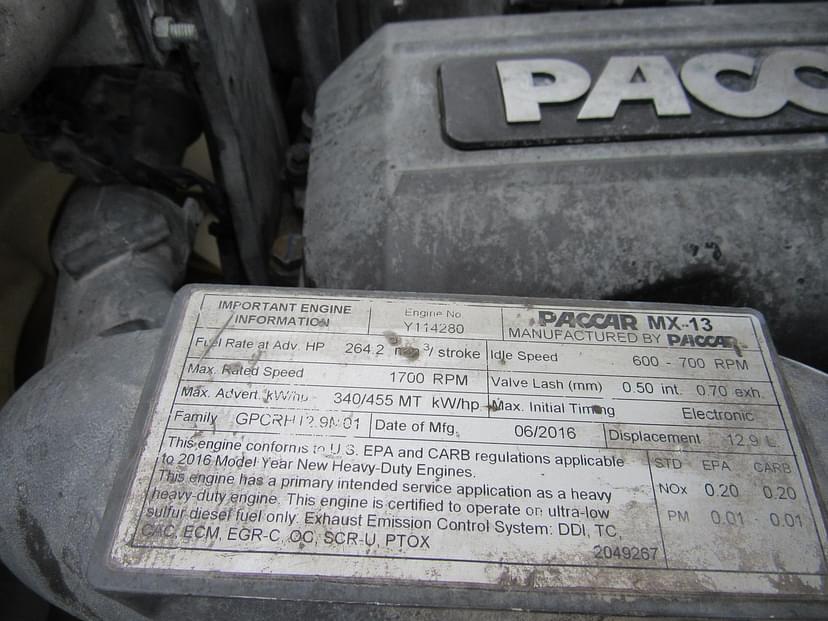 PACC
IMPORTANT ENGINE INFORMATION
Engine No. Y114280
PACCAR MX-13
MANUFACTURED BY PACCAR
Fuel Rate at Adv. HP 264.2 mm³/ stroke
Idle Speed 600 - 700 RPM
Max. Rated Speed 1700 RPM
Valve Lash (mm) 0.50 int. 0.70 exh.
Max. Advert. kW/hp 340/455 MT kW/hp
Max. Initial Timing Electronic
Family GPCRH12.9M01
Date of Mfg. 06/2016
Displacement 12.9 L
This engine conforms to U.S. EPA and CARB regulations applicable
to 2016 Model Year New Heavy-Duty Engines.
This engine has a primary intended service application as a heavy
heavy-duty engine. This engine is certified to operate on ultra-low
sulfur diesel fuel only. Exhaust Emission Control System: DDI, TC,
CAC, ECM, EGR-C, OC, SCR-U, PTOX
2049267
STD EPA CARB
NOx 0.20 0.20
PM 0.01 0.01